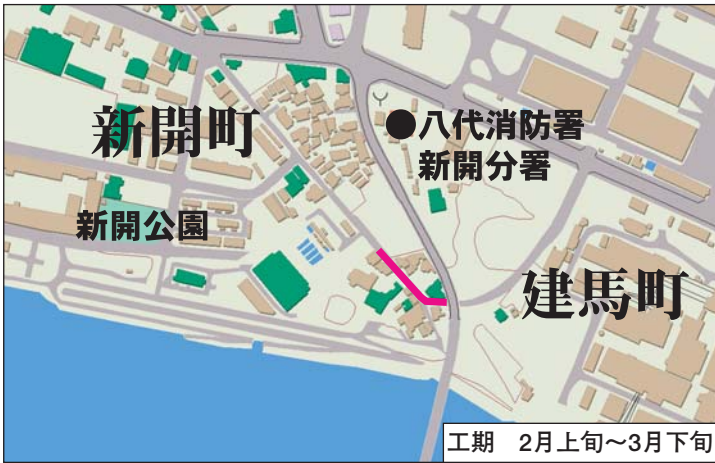 新開町
●八代消防署
新開分署
新開公園
建馬町
工期　2月上旬～3月下旬